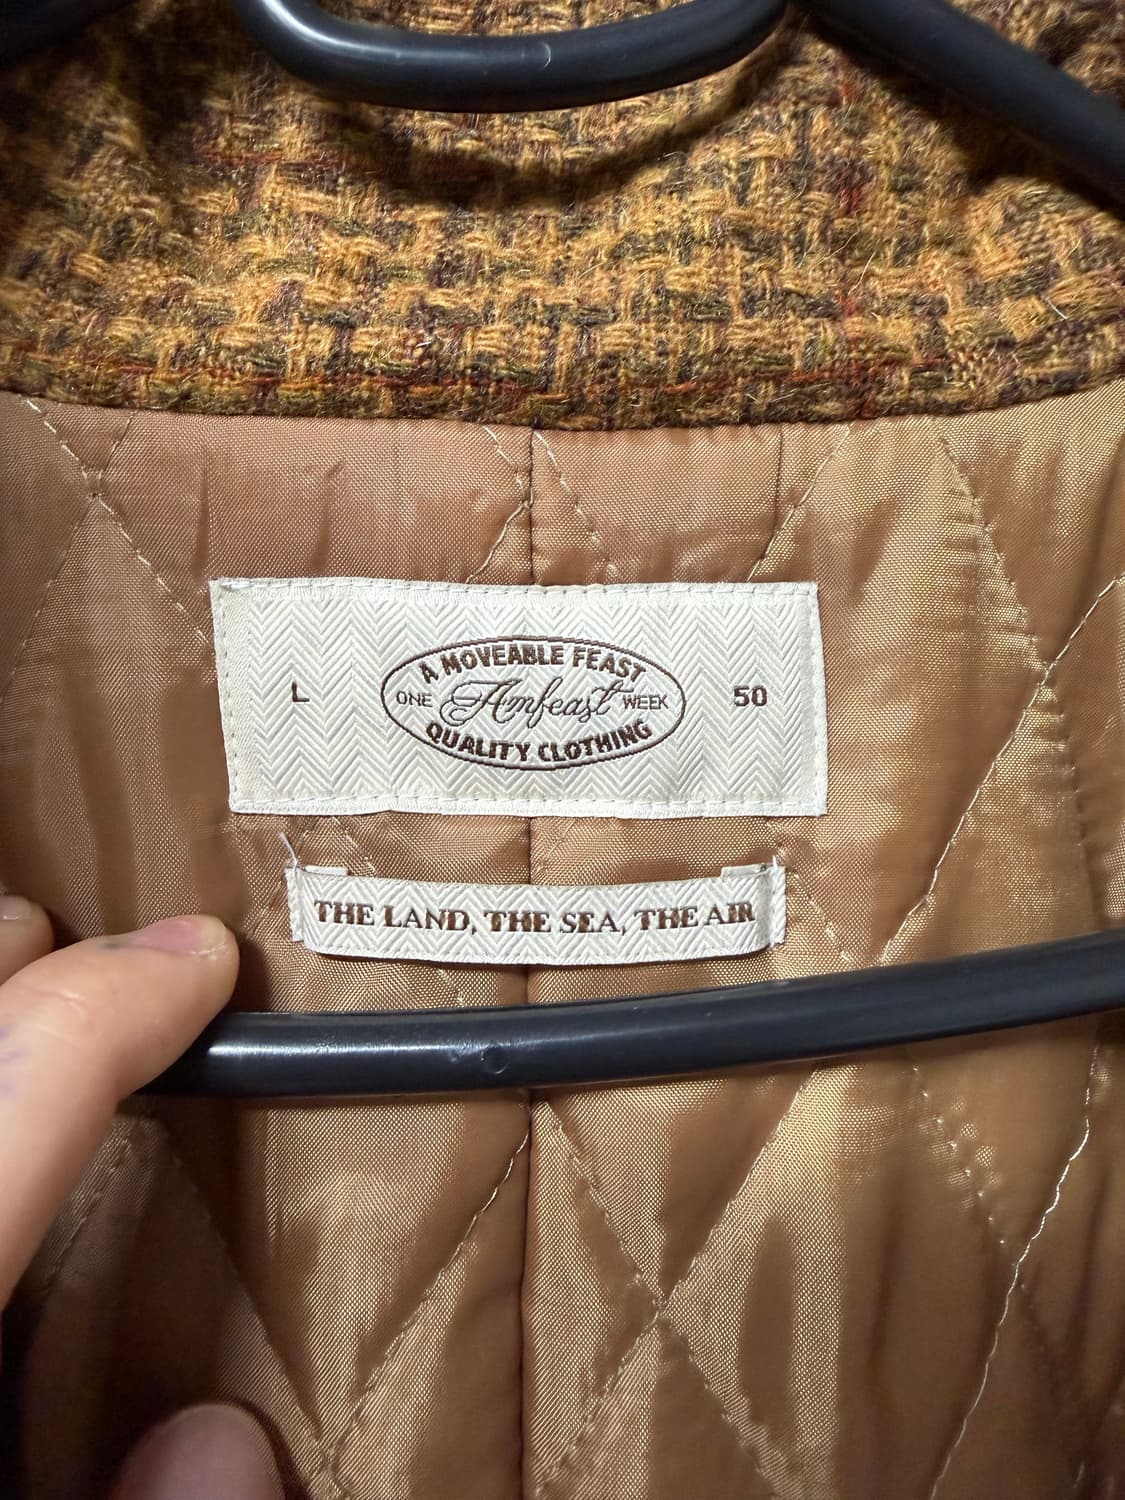 A MOVEABLE FEAST
L ONE Amfeast WEEK 50
QUALITY CLOTHING
THE LAND, THE SEA, THE AIR